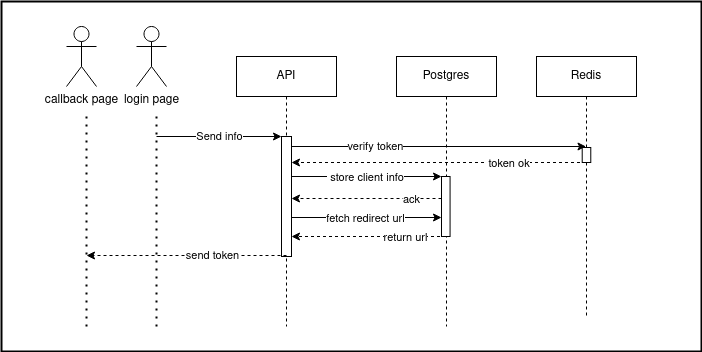 API
Postgres
Redis
callback page
login page
Send info
verify token
token ok
store client info
ack
fetch redirect url
return url
send token